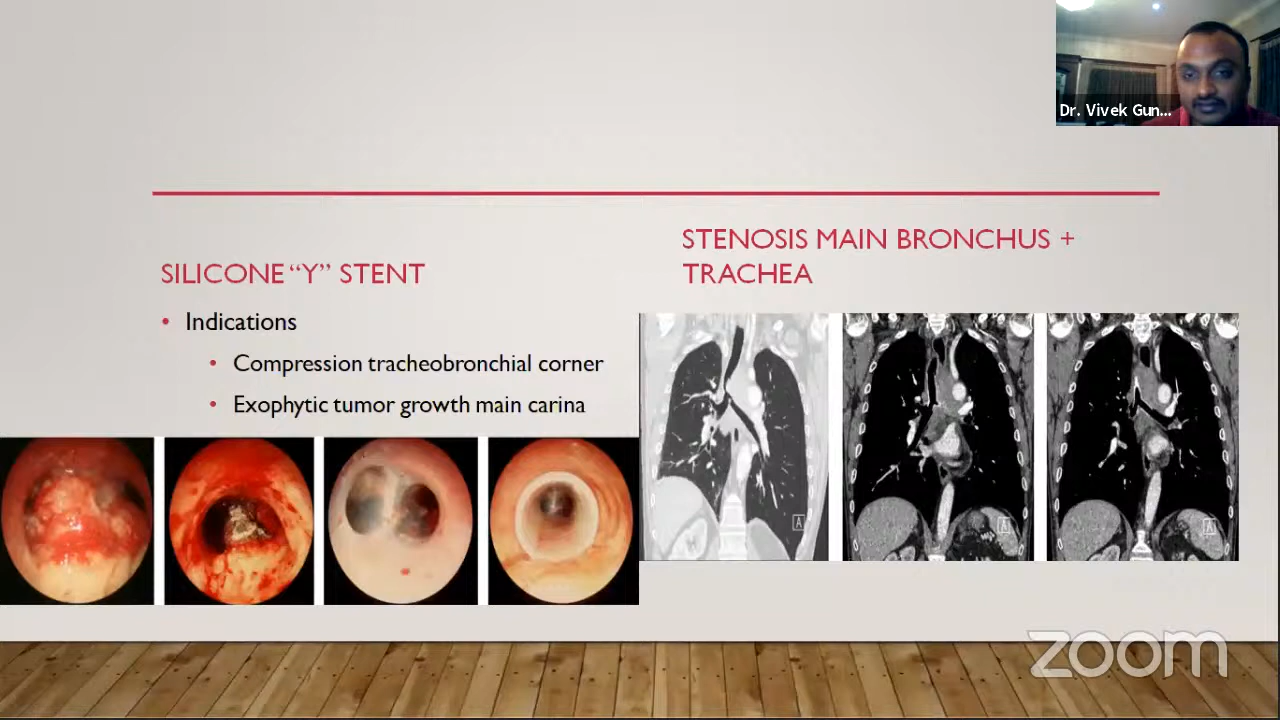 Dr. Vivek Gun...
SILICONE “Y” STENT
• Indications
• Compression tracheobronchial corner
• Exophytic tumor growth main carina
STENOSIS MAIN BRONCHUS +
TRACHEA
A
A
A
zoom